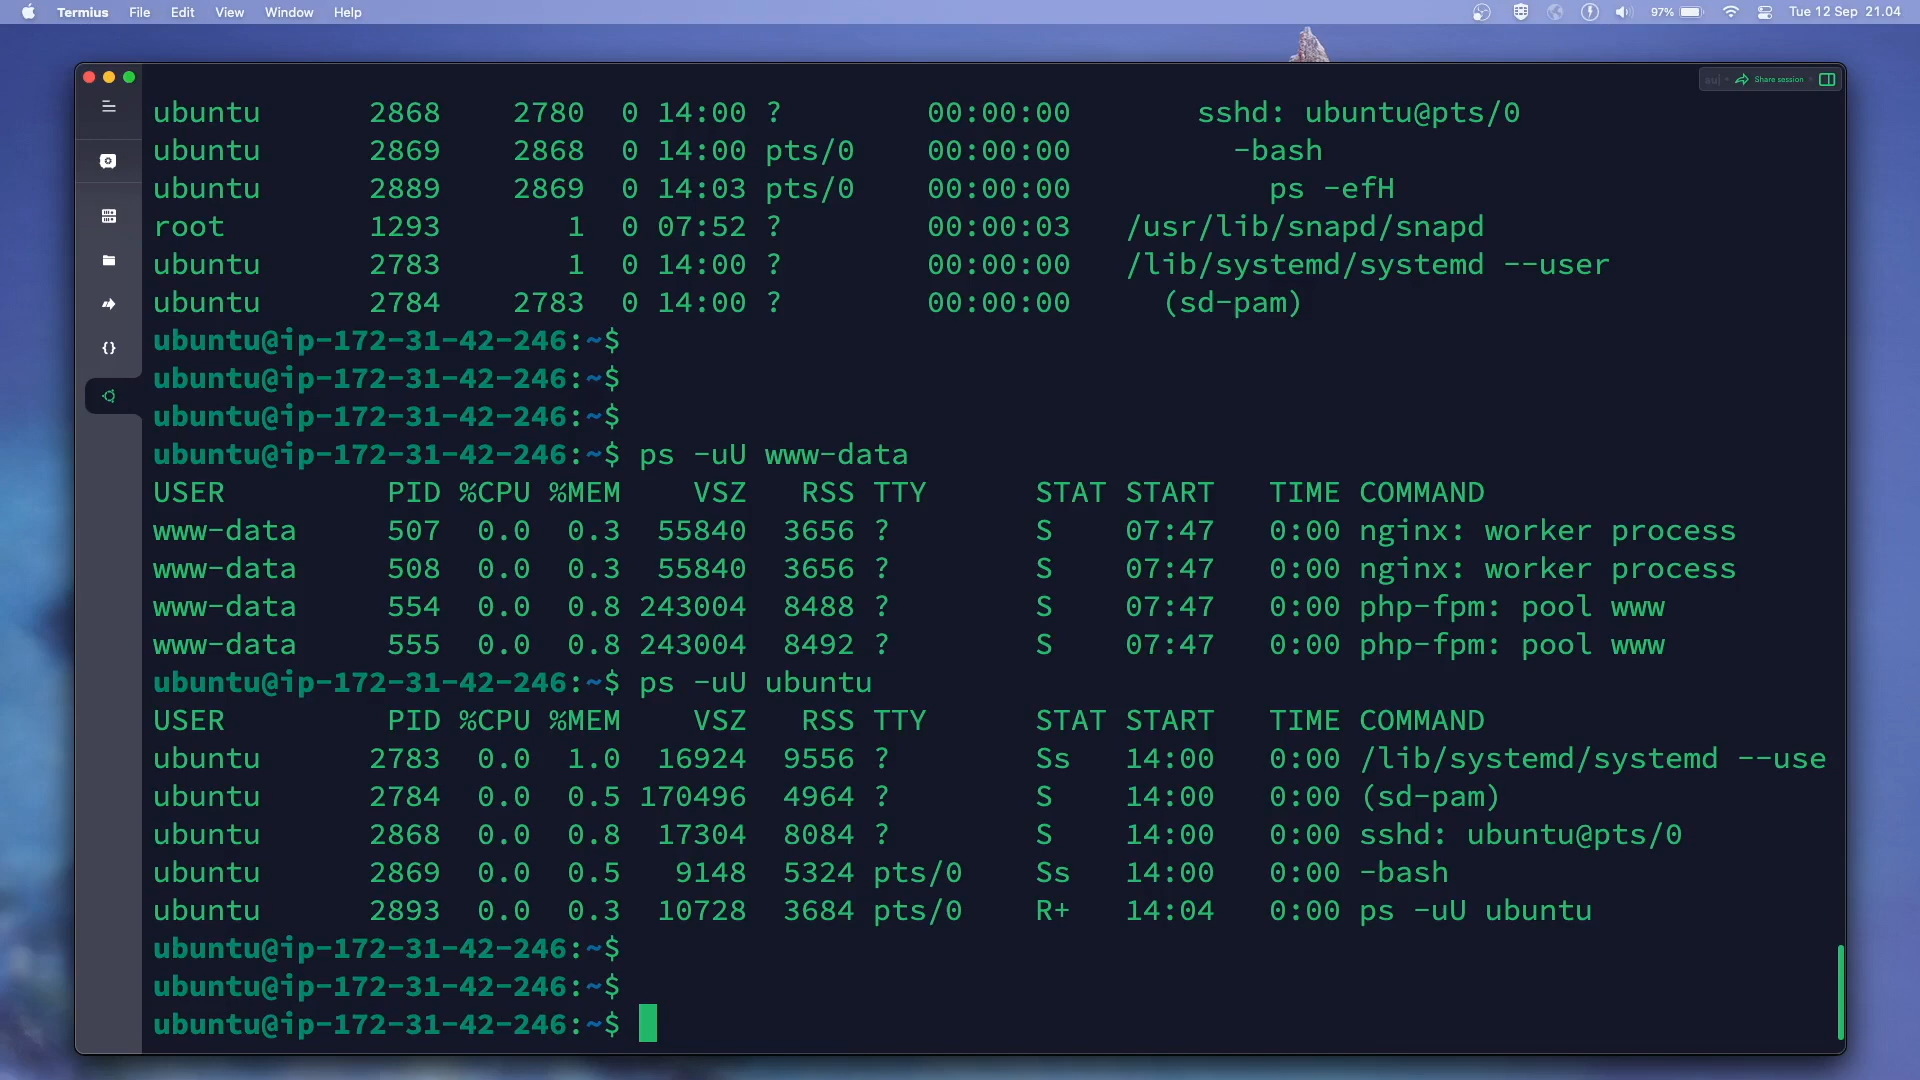 Termius File Edit View Window Help 97% Tue 12 Sep 21.04
Share session
ubuntu 2868 2780 0 14:00 ? 00:00:00 sshd: ubuntu@pts/0
ubuntu 2869 2868 0 14:00 pts/0 00:00:00 -bash
ubuntu 2889 2869 0 14:03 pts/0 00:00:00 ps -efH
root 1293 1 0 07:52 ? 00:00:03 /usr/lib/snapd/snapd
ubuntu 2783 1 0 14:00 ? 00:00:00 /lib/systemd/systemd --user
ubuntu 2784 2783 0 14:00 ? 00:00:00 (sd-pam)
ubuntu@ip-172-31-42-246:~$
ubuntu@ip-172-31-42-246:~$
ubuntu@ip-172-31-42-246:~$
ubuntu@ip-172-31-42-246:~$ ps -uU www-data
USER PID %CPU %MEM VSZ RSS TTY STAT START TIME COMMAND
www-data 507 0.0 0.3 55840 3656 ? S 07:47 0:00 nginx: worker process
www-data 508 0.0 0.3 55840 3656 ? S 07:47 0:00 nginx: worker process
www-data 554 0.0 0.8 243004 8488 ? S 07:47 0:00 php-fpm: pool www
www-data 555 0.0 0.8 243004 8492 ? S 07:47 0:00 php-fpm: pool www
ubuntu@ip-172-31-42-246:~$ ps -uU ubuntu
USER PID %CPU %MEM VSZ RSS TTY STAT START TIME COMMAND
ubuntu 2783 0.0 1.0 16924 9556 ? Ss 14:00 0:00 /lib/systemd/systemd --use
ubuntu 2784 0.0 0.5 170496 4964 ? S 14:00 0:00 (sd-pam)
ubuntu 2868 0.0 0.8 17304 8084 ? S 14:00 0:00 sshd: ubuntu@pts/0
ubuntu 2869 0.0 0.5 9148 5324 pts/0 Ss 14:00 0:00 -bash
ubuntu 2893 0.0 0.3 10728 3684 pts/0 R+ 14:04 0:00 ps -uU ubuntu
ubuntu@ip-172-31-42-246:~$
ubuntu@ip-172-31-42-246:~$
ubuntu@ip-172-31-42-246:~$